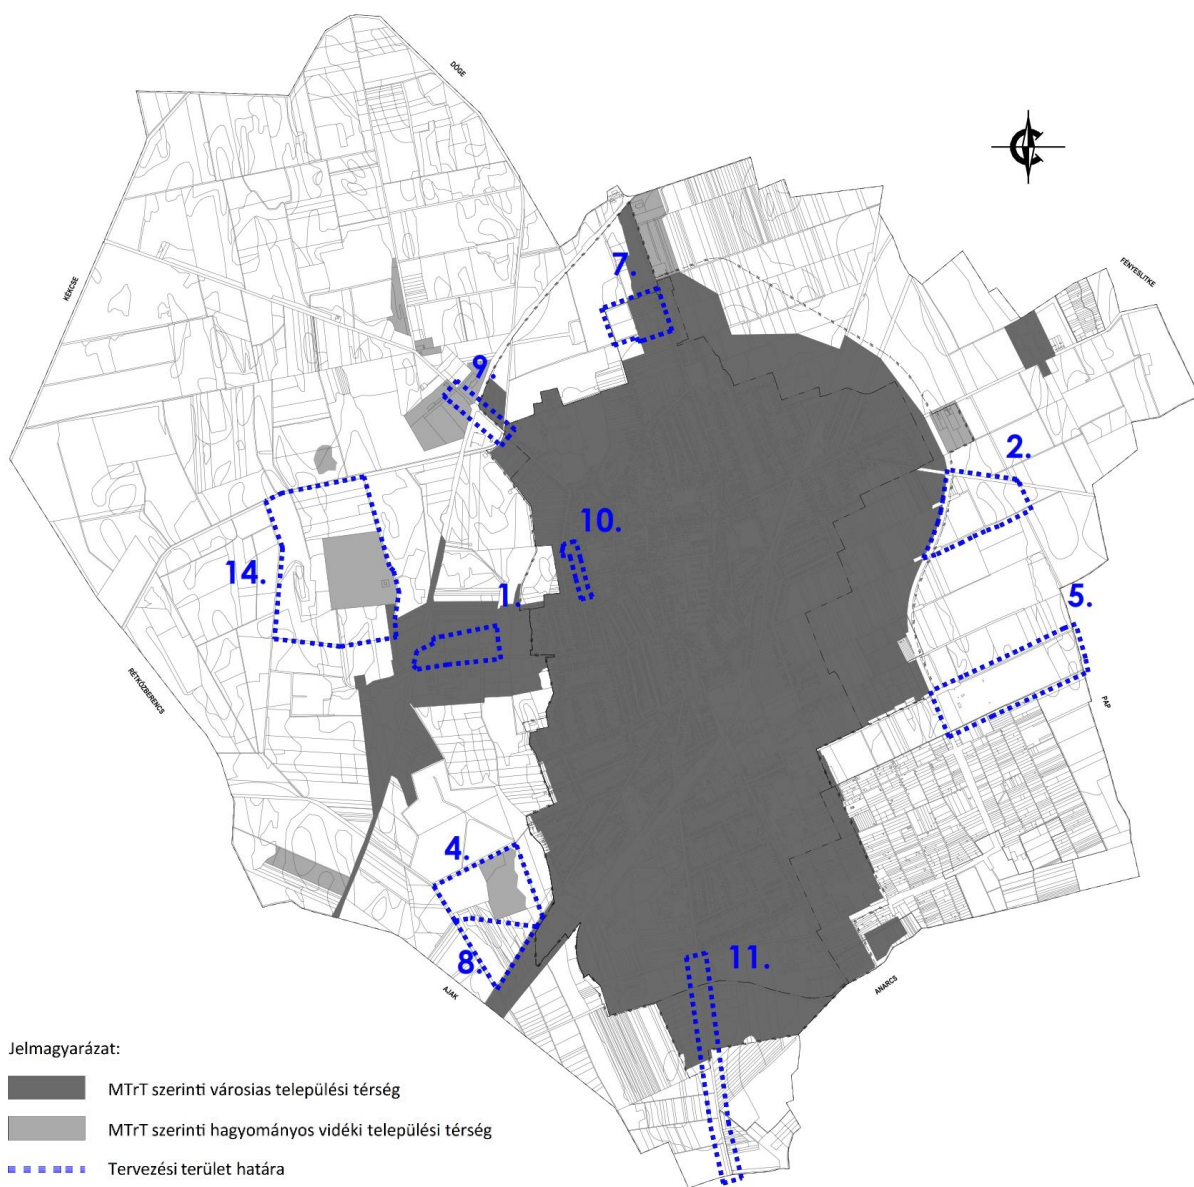 DÖGE
KÉKCSE
FÉNYESLITKE
7.
9.
2.
10.
14.
1.
5.
RÉTKÖZBERENCS
PAP
4.
8.
11.
AJAK
ANARCS
Jelmagyarázat:
MTrT szerinti városias települési térség
MTrT szerinti hagyományos vidéki települési térség
Tervezési terület határa